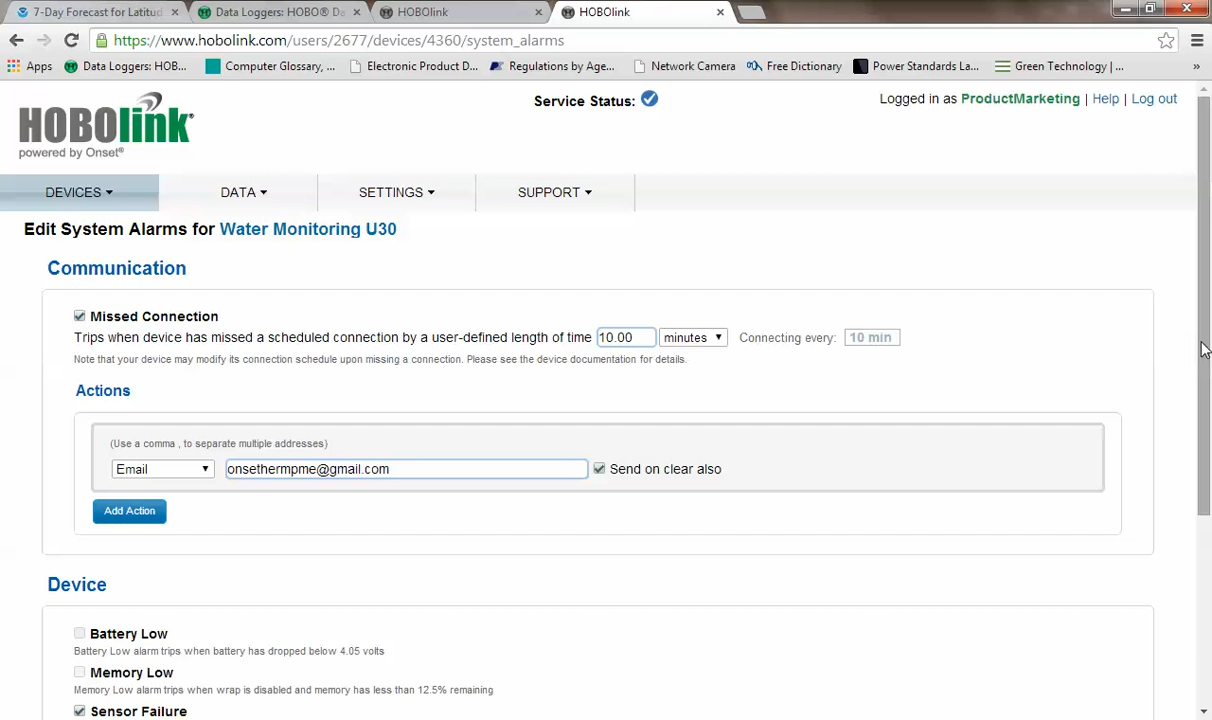 7-Day Forecast for Latitud
Data Loggers: HOBO® Da
HOBOlink
HOBOlink
https://www.hobolink.com/users/2677/devices/4360/system_alarms
Apps
Data Loggers: HOB...
Computer Glossary, ...
Electronic Product D...
Regulations by Age...
Network Camera
Free Dictionary
Power Standards La...
Green Technology | ...
»
HOBOlink®
powered by Onset®
Service Status:
Logged in as ProductMarketing | Help | Log out
DEVICES
DATA
SETTINGS
SUPPORT
Edit System Alarms for Water Monitoring U30
Communication
Missed Connection
Trips when device has missed a scheduled connection by a user-defined length of time 10.00 minutes Connecting every: 10 min
Note that your device may modify its connection schedule upon missing a connection. Please see the device documentation for details.
Actions
(Use a comma , to separate multiple addresses)
Email onsethermpme@gmail.com Send on clear also
Add Action
Device
Battery Low
Battery Low alarm trips when battery has dropped below 4.05 volts
Memory Low
Memory Low alarm trips when wrap is disabled and memory has less than 12.5% remaining
Sensor Failure